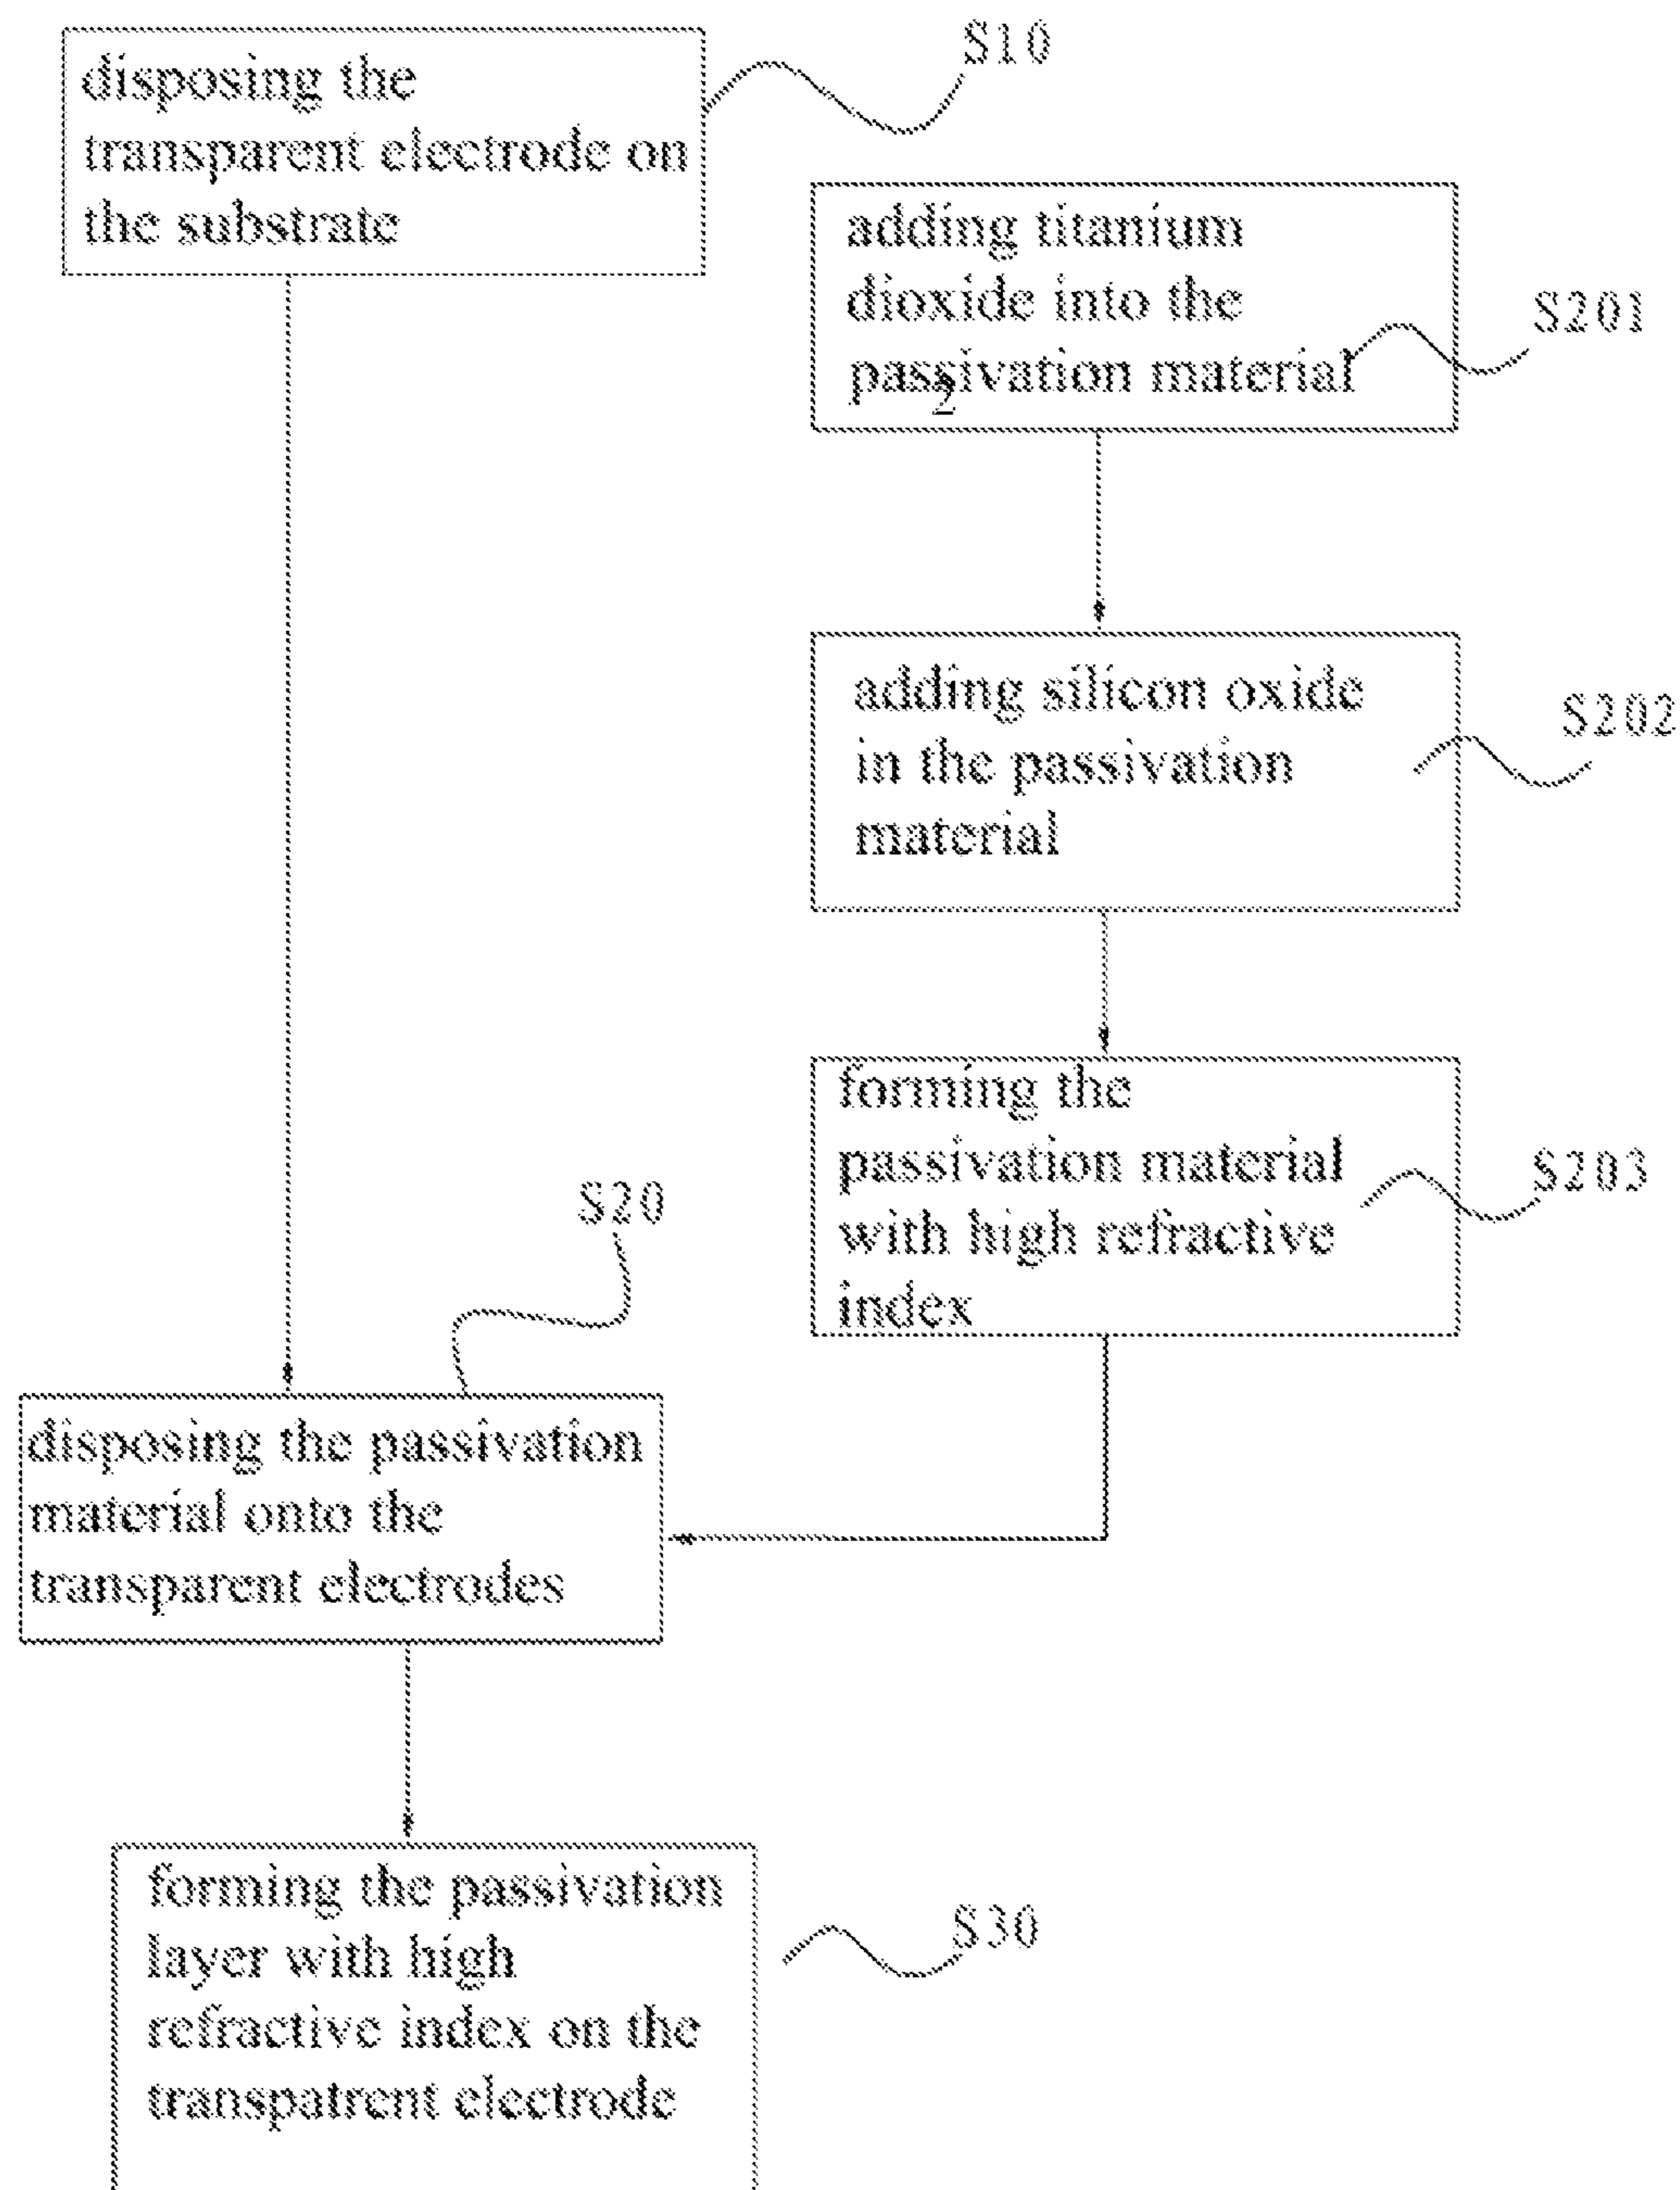 disposing the
transparent electrode on
the substrate
S10
adding titanium
dioxide into the
passivation material
2
S201
adding silicon oxide
in the passivation
material
S202
forming the
passivation material
with high refractive
index
S203
S20
disposing the passivation
material onto the
transparent electrodes
forming the passivation
layer with high
refractive index on the
transpatrent electrode
S30